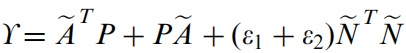 ϒ = Ã^T P + PÃ + (ε₁ + ε₂)Ñ^T Ñ